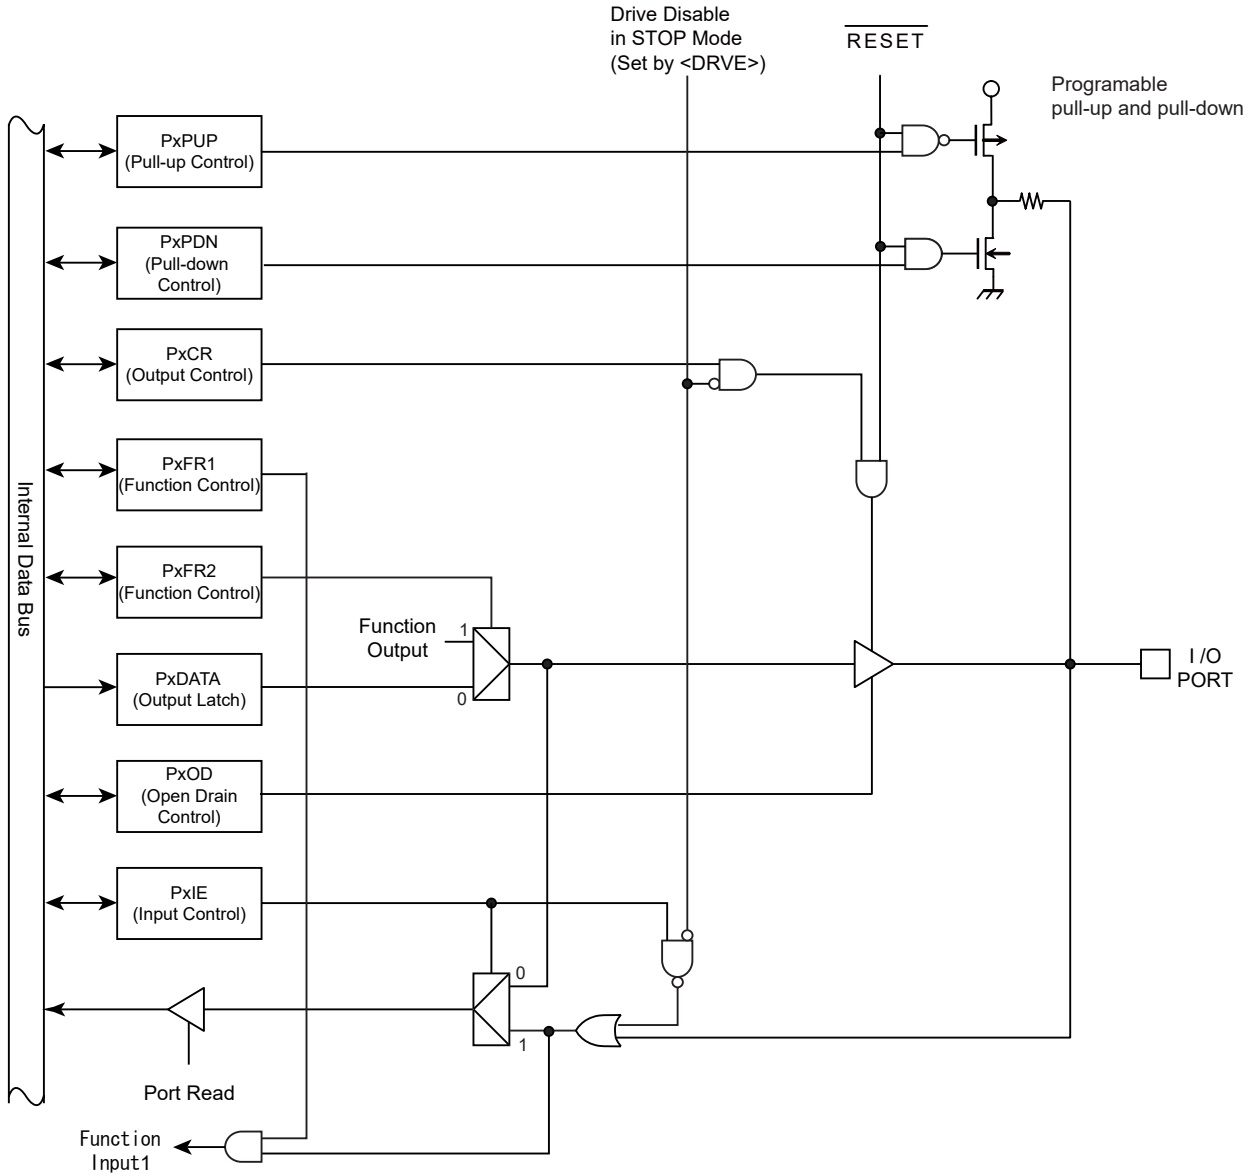 Drive Disable
in STOP Mode
(Set by <DRVE>)
RESET
Programable
pull-up and pull-down
PxPUP
(Pull-up Control)
PxPDN
(Pull-down
Control)
PxCR
(Output Control)
PxFR1
(Function Control)
Internal Data Bus
PxFR2
(Function Control)
Function
Output
1
0
PxDATA
(Output Latch)
I /O
PORT
PxOD
(Open Drain
Control)
PxIE
(Input Control)
0
1
Port Read
Function
Input1